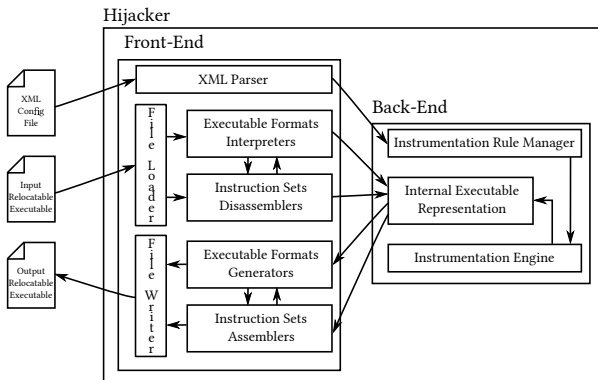 Hijacker
Front-End
XML Parser
XML
Config
File
File Loader
Executable Formats
Interpreters
Instruction Sets
Disassemblers
Input
Relocatable
Executable
Back-End
Instrumentation Rule Manager
Internal Executable
Representation
Instrumentation Engine
File Writer
Executable Formats
Generators
Instruction Sets
Assemblers
Output
Relocatable
Executable